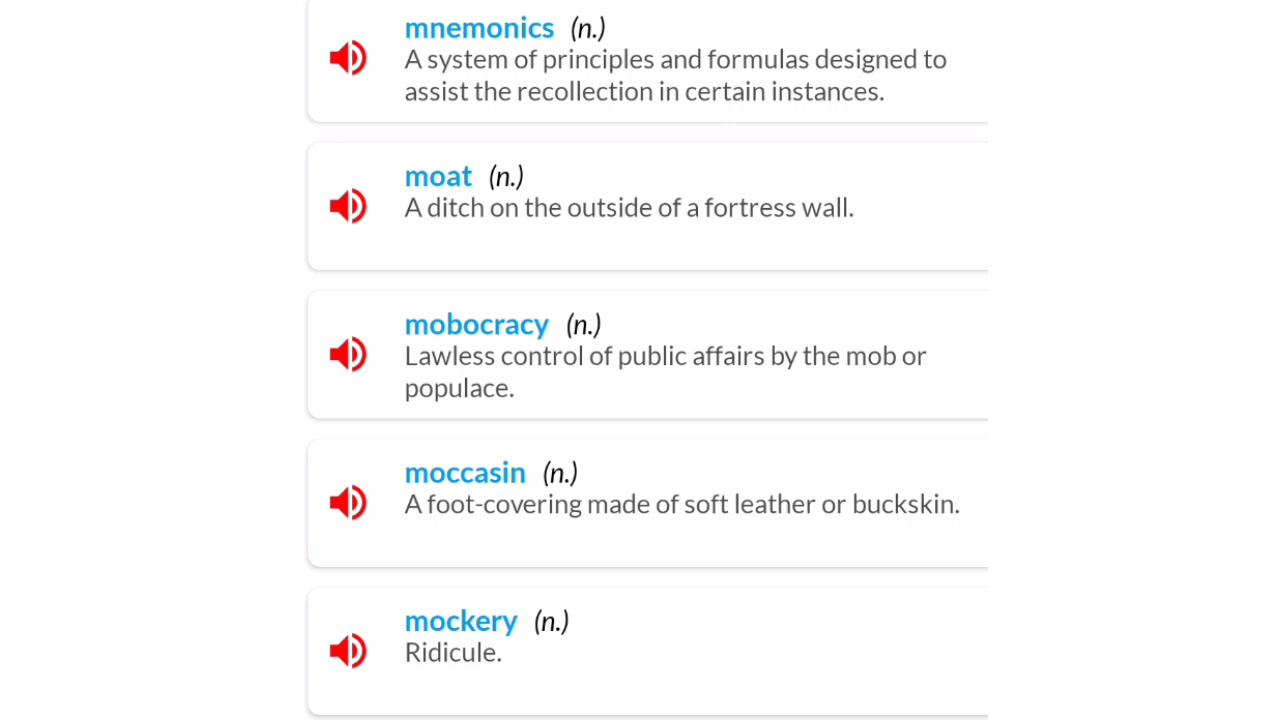 mnemonics (n.)
A system of principles and formulas designed to
assist the recollection in certain instances.
moat (n.)
A ditch on the outside of a fortress wall.
mobocracy (n.)
Lawless control of public affairs by the mob or
populace.
moccasin (n.)
A foot-covering made of soft leather or buckskin.
mockery (n.)
Ridicule.